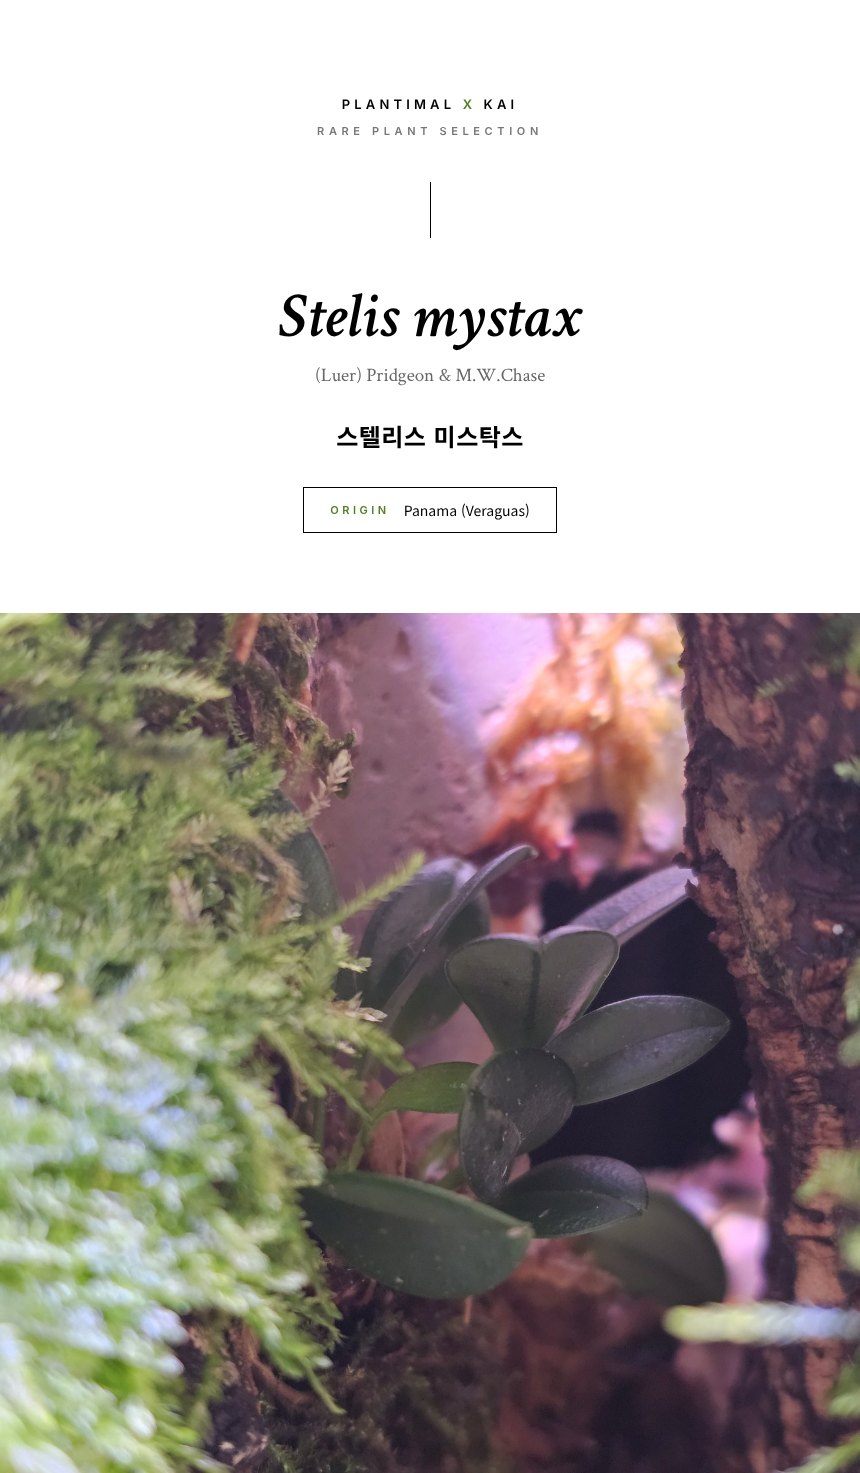 PLANTIMAL X KAI
RARE PLANT SELECTION
Stelis mystax
(Luer) Pridgeon & M.W.Chase
스텔리스 미스탁스
ORIGIN Panama (Veraguas)